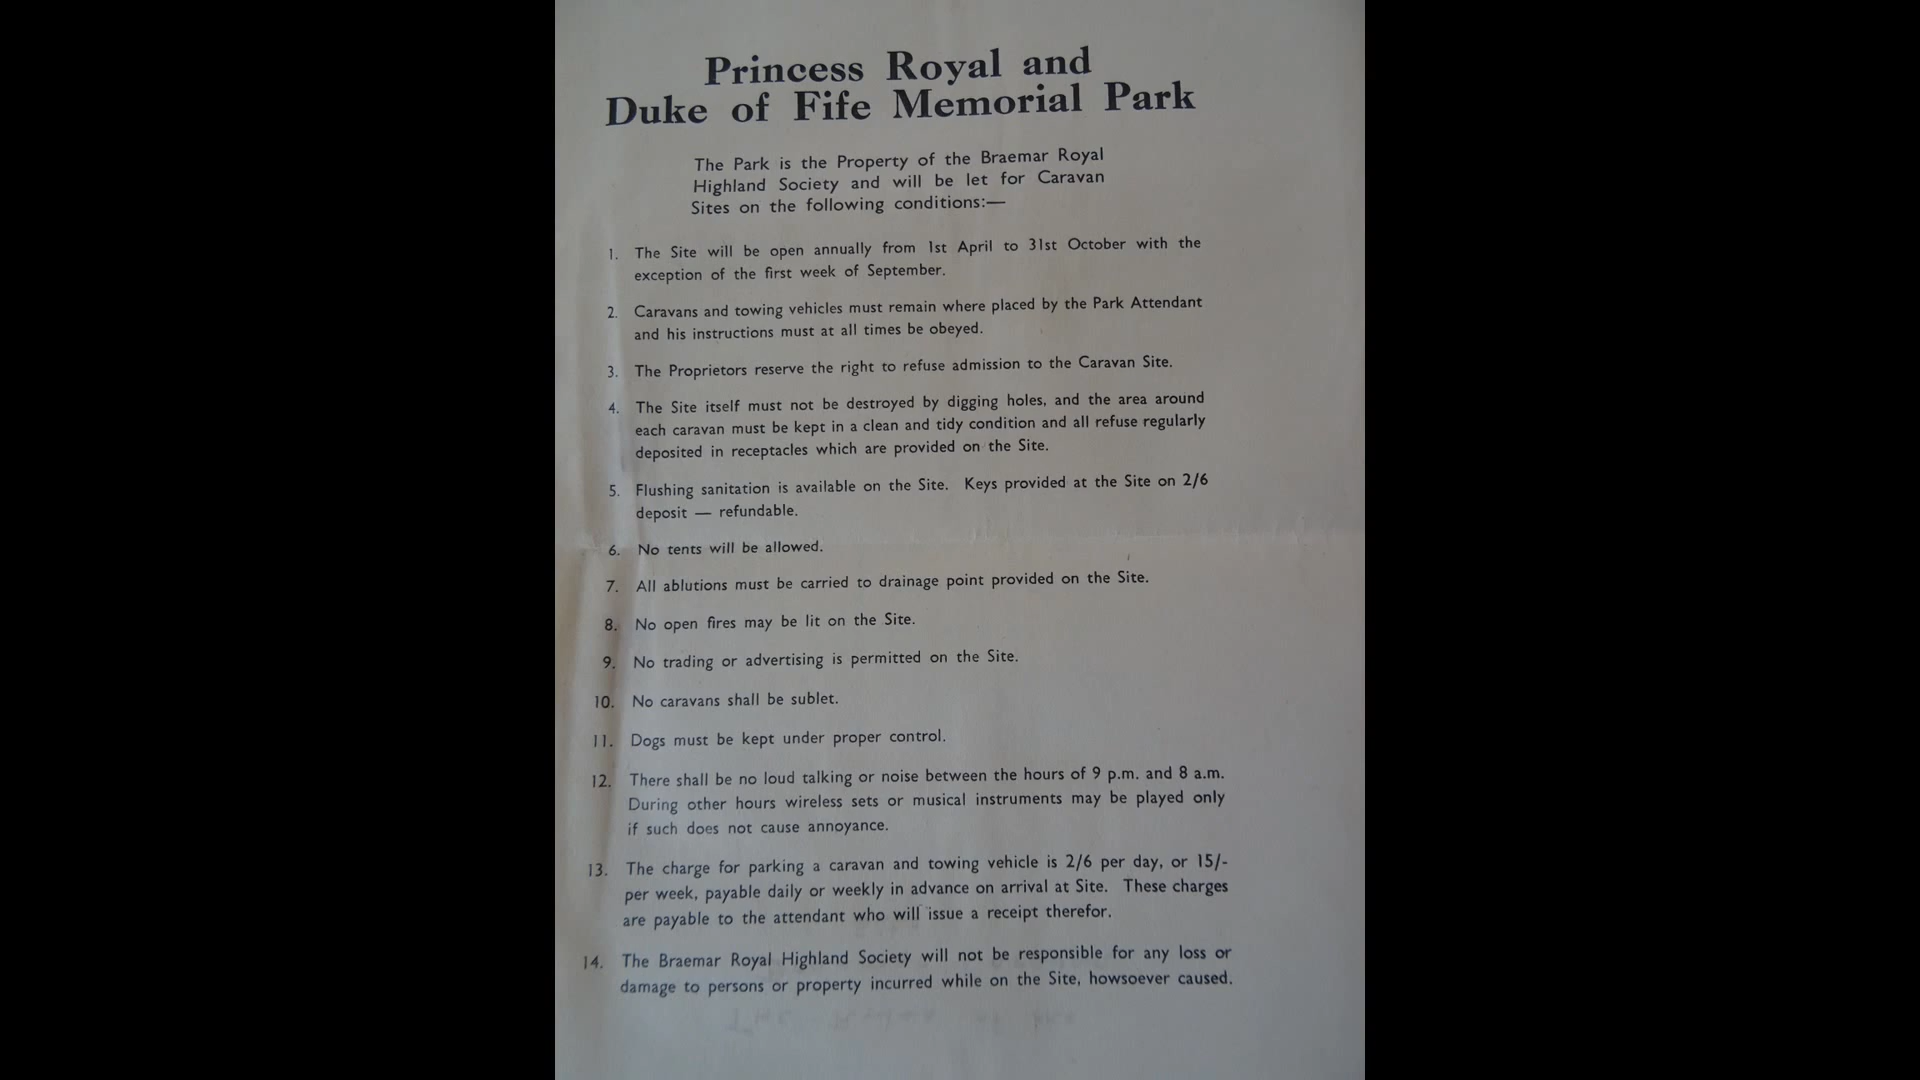 Princess Royal and
Duke of Fife Memorial Park
The Park is the Property of the Braemar Royal
Highland Society and will be let for Caravan
Sites on the following conditions:—
1. The Site will be open annually from 1st April to 31st October with the
exception of the first week of September.
2. Caravans and towing vehicles must remain where placed by the Park Attendant
and his instructions must at all times be obeyed.
3. The Proprietors reserve the right to refuse admission to the Caravan Site.
4. The Site itself must not be destroyed by digging holes, and the area around
each caravan must be kept in a clean and tidy condition and all refuse regularly
deposited in receptacles which are provided on the Site.
5. Flushing sanitation is available on the Site. Keys provided at the Site on 2/6
deposit — refundable.
6. No tents will be allowed.
7. All ablutions must be carried to drainage point provided on the Site.
8. No open fires may be lit on the Site.
9. No trading or advertising is permitted on the Site.
10. No caravans shall be sublet.
11. Dogs must be kept under proper control.
12. There shall be no loud talking or noise between the hours of 9 p.m. and 8 a.m.
During other hours wireless sets or musical instruments may be played only
if such does not cause annoyance.
13. The charge for parking a caravan and towing vehicle is 2/6 per day, or 15/-
per week, payable daily or weekly in advance on arrival at Site. These charges
are payable to the attendant who will issue a receipt therefor.
14. The Braemar Royal Highland Society will not be responsible for any loss or
damage to persons or property incurred while on the Site, howsoever caused.